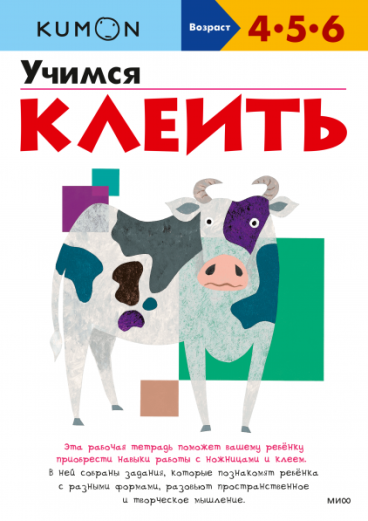 KUMON
Возраст 4•5•6
Учимся
КЛЕИТЬ
Эта рабочая тетрадь поможет вашему ребёнку
приобрести навыки работы с ножницами и клеем.
В ней собраны задания, которые познакомят ребёнка
с разными формами, разовьют пространственное
и творческое мышление.
МИФ